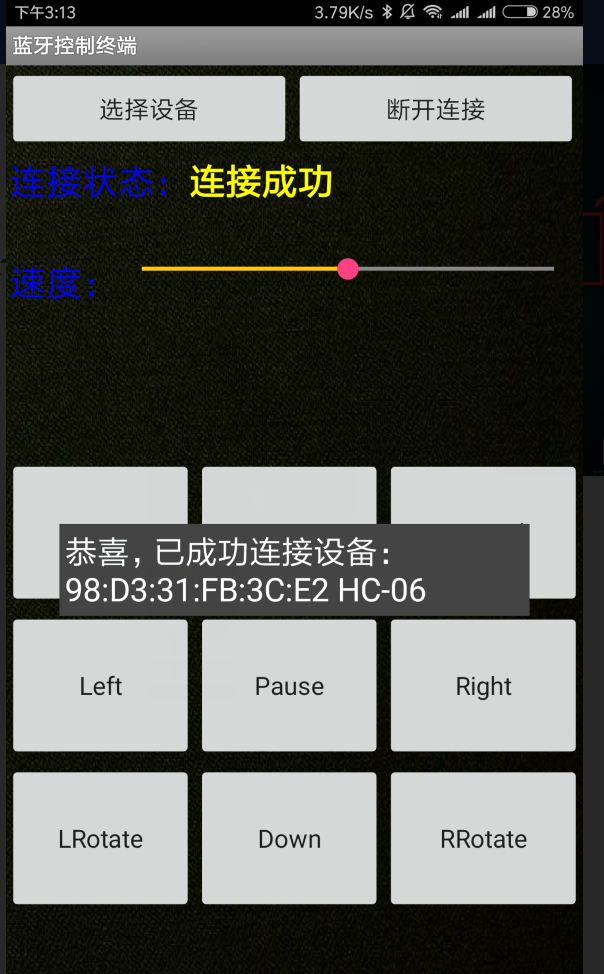 下午3:13 3.79K/s 28%
蓝牙控制终端
选择设备 断开连接
连接状态：连接成功
速度：
恭喜，已成功连接设备：
98:D3:31:FB:3C:E2 HC-06
Left Pause Right
LRotate Down RRotate